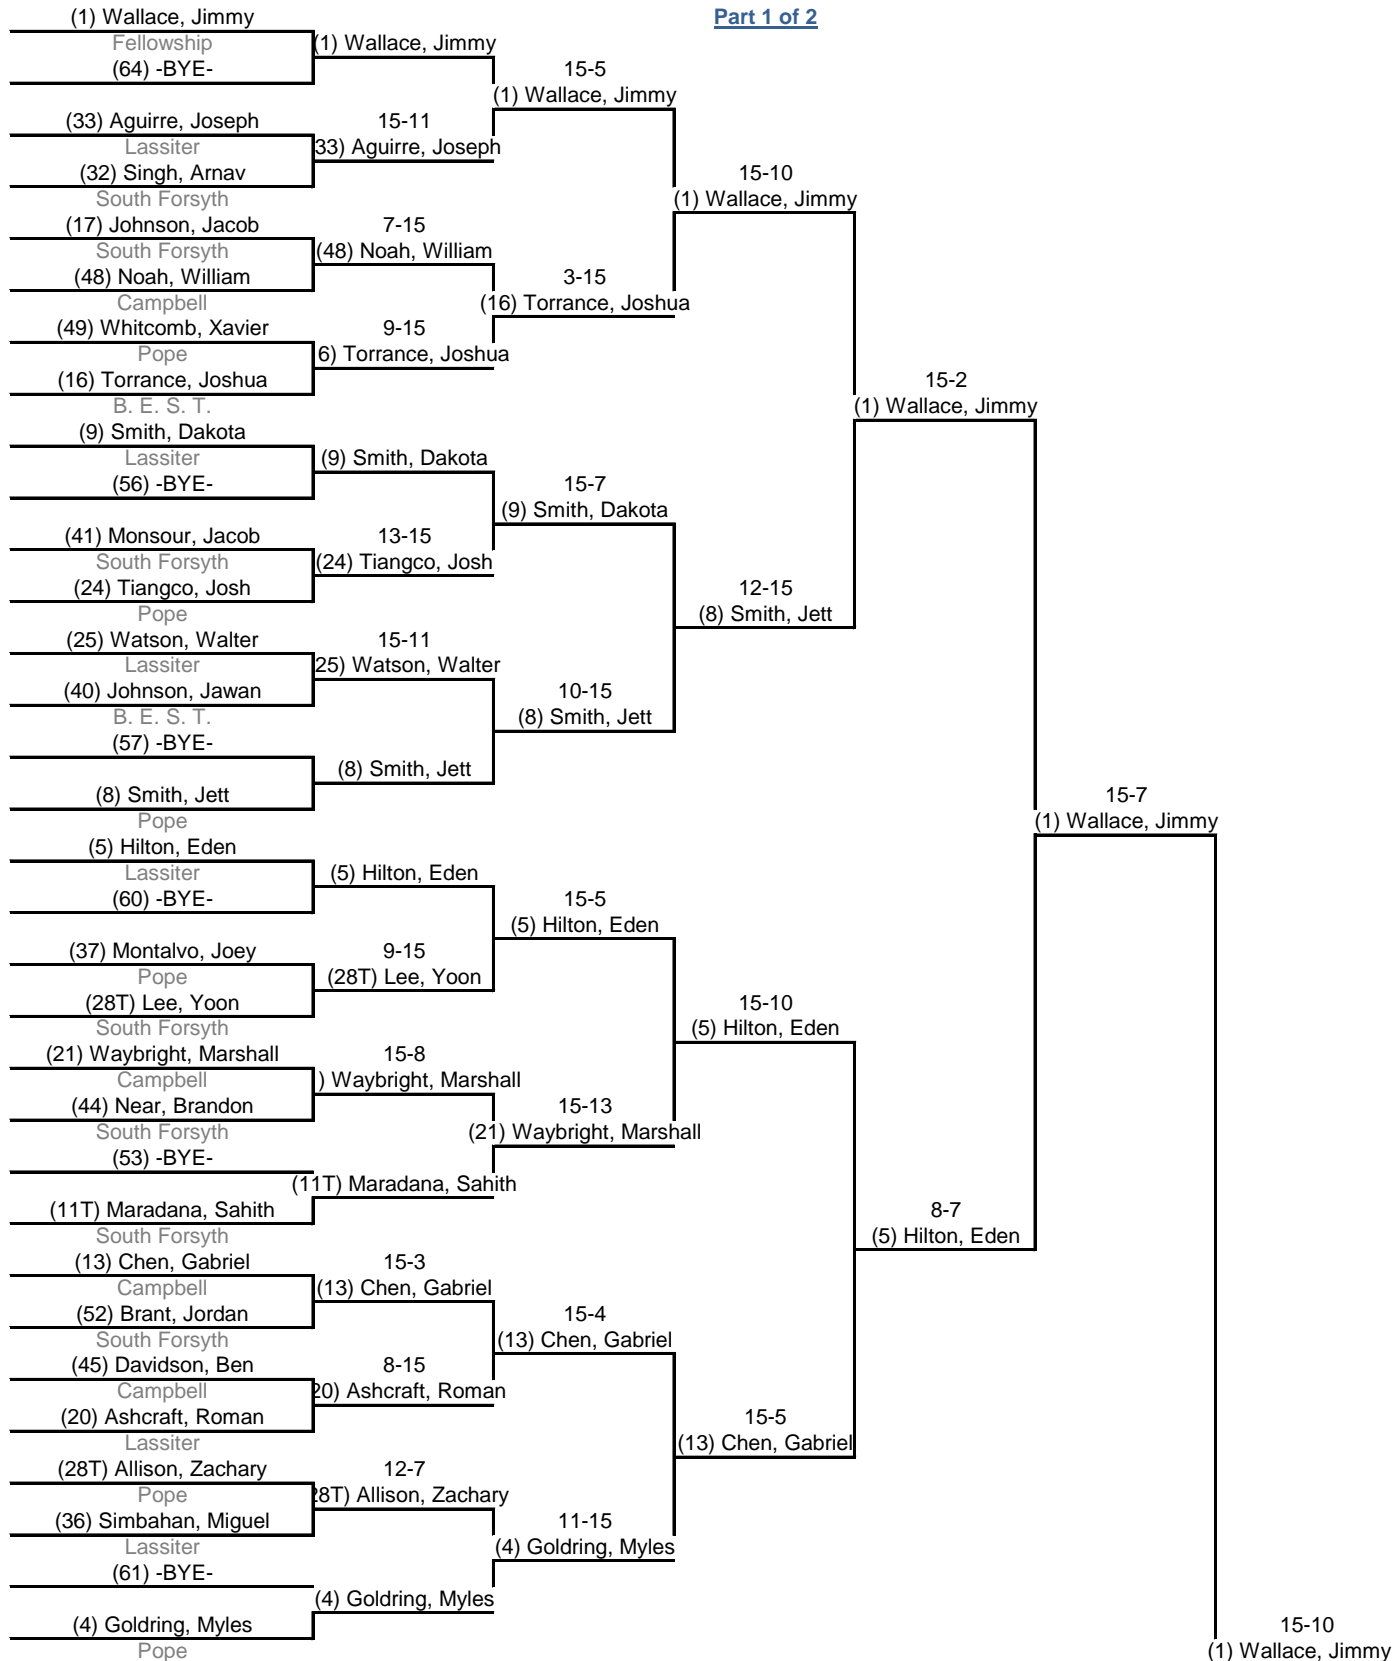 Part 1 of 2
(1) Wallace, Jimmy
Fellowship
(64) -BYE-
(33) Aguirre, Joseph
Lassiter
(32) Singh, Arnav
South Forsyth
(17) Johnson, Jacob
South Forsyth
(48) Noah, William
Campbell
(49) Whitcomb, Xavier
Pope
(16) Torrance, Joshua
B. E. S. T.
(9) Smith, Dakota
Lassiter
(56) -BYE-
(41) Monsour, Jacob
South Forsyth
(24) Tiangco, Josh
Pope
(25) Watson, Walter
Lassiter
(40) Johnson, Jawan
B. E. S. T.
(57) -BYE-
(8) Smith, Jett
Pope
(5) Hilton, Eden
Lassiter
(60) -BYE-
(37) Montalvo, Joey
Pope
(28T) Lee, Yoon
South Forsyth
(21) Waybright, Marshall
Campbell
(44) Near, Brandon
South Forsyth
(53) -BYE-
(11T) Maradana, Sahith
South Forsyth
(13) Chen, Gabriel
Campbell
(52) Brant, Jordan
South Forsyth
(45) Davidson, Ben
Campbell
(20) Ashcraft, Roman
Lassiter
(28T) Allison, Zachary
Pope
(36) Simbahan, Miguel
Lassiter
(61) -BYE-
(4) Goldring, Myles
Pope
(1) Wallace, Jimmy
15-11
33) Aguirre, Joseph
7-15
(48) Noah, William
9-15
6) Torrance, Joshua
(9) Smith, Dakota
13-15
(24) Tiangco, Josh
15-11
25) Watson, Walter
(8) Smith, Jett
(5) Hilton, Eden
9-15
(28T) Lee, Yoon
15-8
) Waybright, Marshall
(11T) Maradana, Sahith
15-3
(13) Chen, Gabriel
8-15
20) Ashcraft, Roman
12-7
28T) Allison, Zachary
(4) Goldring, Myles
15-5
(1) Wallace, Jimmy
3-15
(16) Torrance, Joshua
15-7
(9) Smith, Dakota
10-15
(8) Smith, Jett
15-5
(5) Hilton, Eden
15-13
(21) Waybright, Marshall
15-4
(13) Chen, Gabriel
11-15
(4) Goldring, Myles
15-10
(1) Wallace, Jimmy
12-15
(8) Smith, Jett
15-10
(5) Hilton, Eden
15-5
(13) Chen, Gabriel
15-2
(1) Wallace, Jimmy
8-7
(5) Hilton, Eden
15-7
(1) Wallace, Jimmy
15-10
(1) Wallace, Jimmy